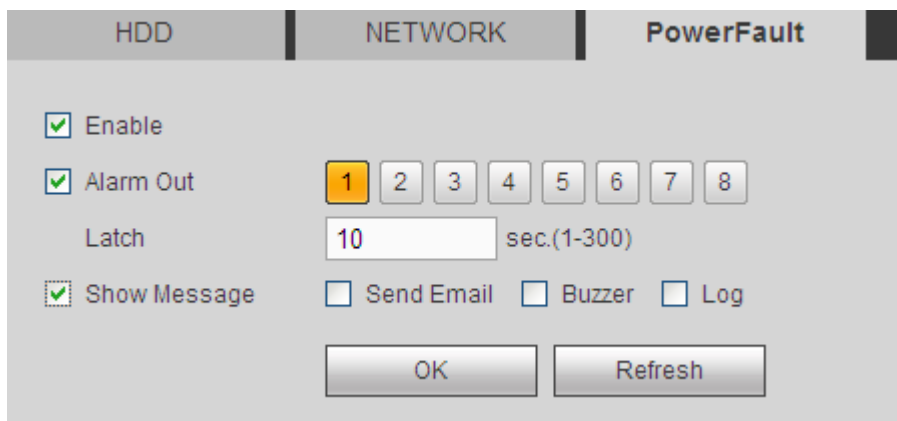 HDD NETWORK PowerFault
Enable
Alarm Out 1 2 3 4 5 6 7 8
Latch 10 sec.(1-300)
Show Message Send Email Buzzer Log
OK Refresh